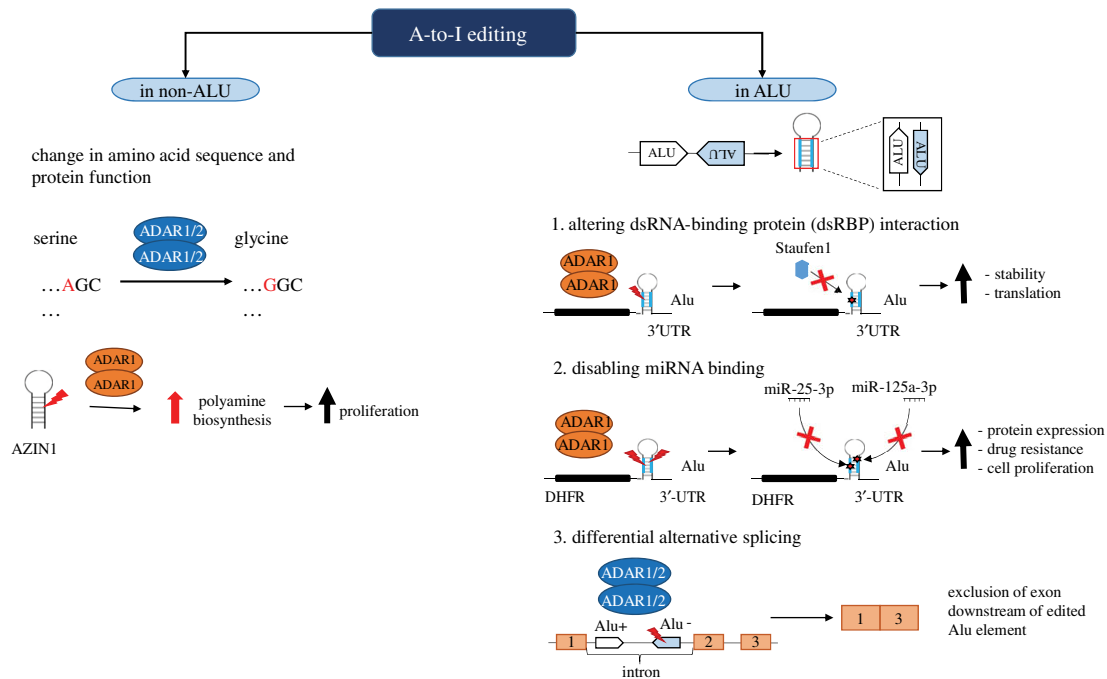 A-to-I editing
in non-ALU
in ALU
change in amino acid sequence and
protein function
serine
ADAR1/2
ADAR1/2
glycine
...AGC
...GGC
...
...
ADAR1
ADAR1
polyamine
biosynthesis
proliferation
AZIN1
ALU
ALU
ALU
ALU
1. altering dsRNA-binding protein (dsRBP) interaction
ADAR1
ADAR1
Alu
3′UTR
Staufen1
Alu
3′UTR
- stability
- translation
2. disabling miRNA binding
miR-25-3p
miR-125a-3p
ADAR1
ADAR1
Alu
DHFR
3′-UTR
Alu
DHFR
3′-UTR
- protein expression
- drug resistance
- cell proliferation
3. differential alternative splicing
ADAR1/2
ADAR1/2
Alu+
Alu -
1
2
3
intron
1
3
exclusion of exon
downstream of edited
Alu element